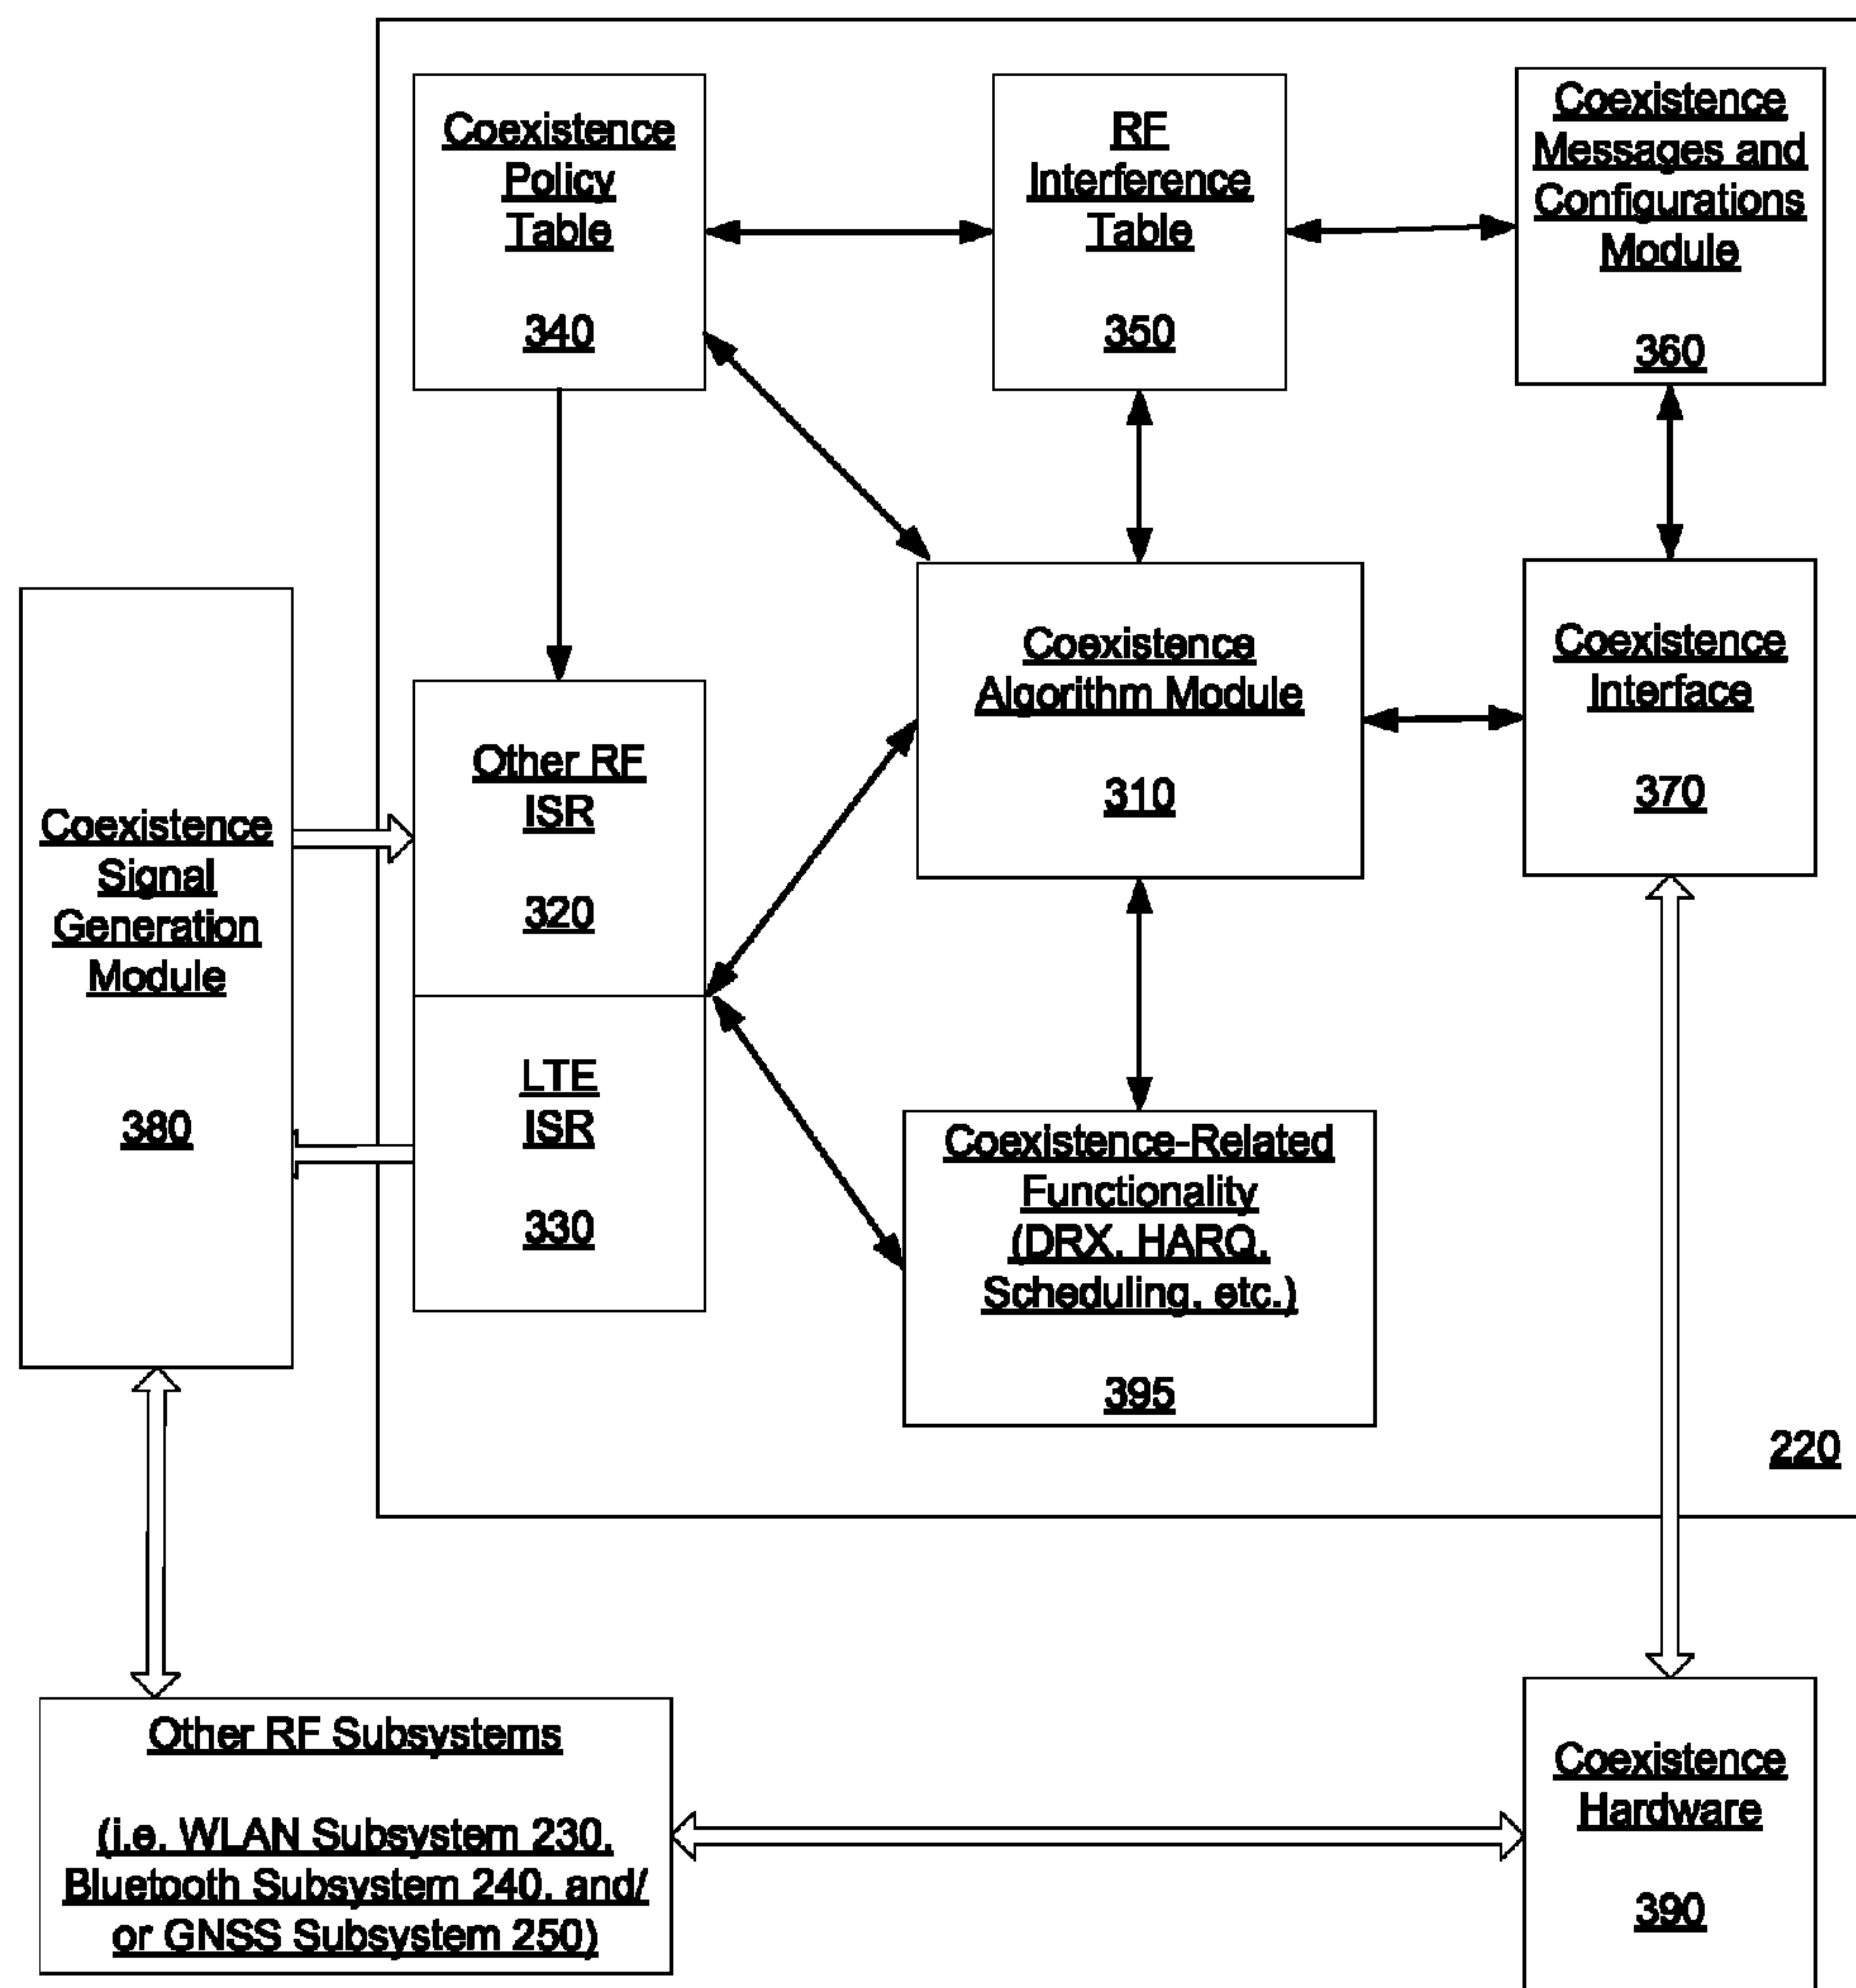 Coexistence
Policy
Table
340
RF
Interference
Table
350
Coexistence
Messages and
Configurations
Module
360
Coexistence
Signal
Generation
Module
380
Other RF
ISR
320
LTE
ISR
330
Coexistence
Algorithm Module
310
Coexistence
Interface
370
Coexistence-Related
Functionality
(DRX, HARQ,
Scheduling, etc.)
395
220
Other RF Subsystems
(i.e. WLAN Subsystem 230,
Bluetooth Subsystem 240, and/
or GNSS Subsystem 250)
Coexistence
Hardware
390